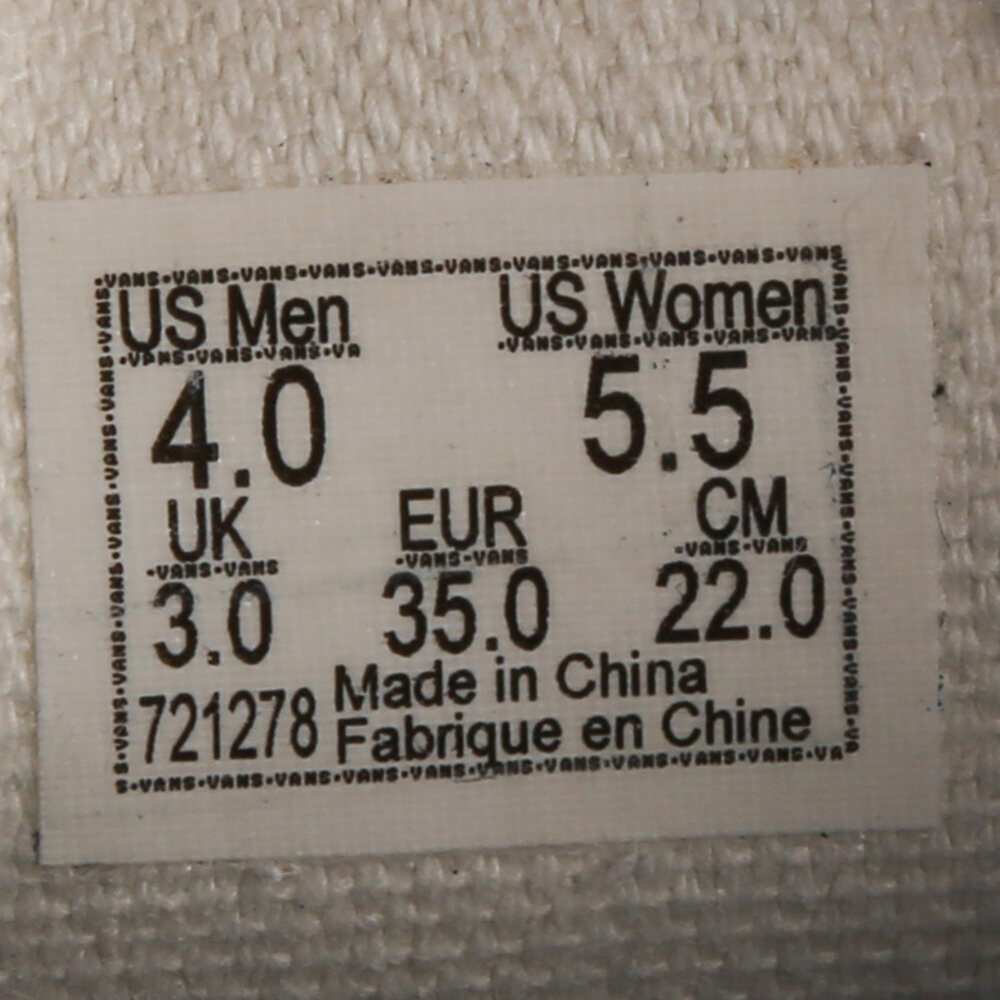 ·VANS·VANS·VANS·VANS·VANS·VANS·VANS·VANS·VANS·VANS·VANS
US Men US Women
·VANS·VANS·VANS·VA ·VANS·VANS·VANS·VANS·VANS
4.0 5.5
UK EUR CM
·VANS·VANS ·VANS·VANS ·VANS·VANS
3.0 35.0 22.0
721278 Made in China
Fabrique en Chine
S·VANS·VANS·VANS·VANS·VANS·VANS·VANS·VANS·VANS·VANS·VA